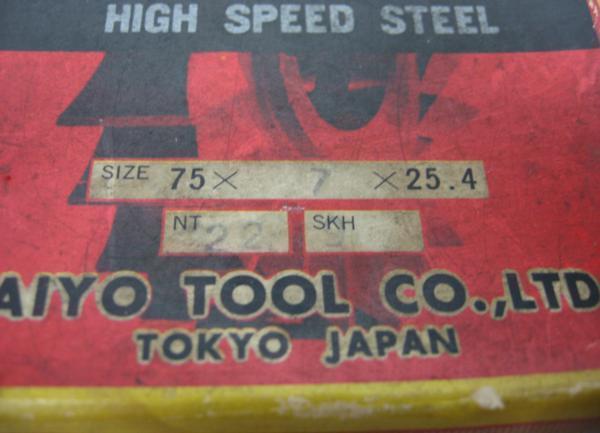 HIGH SPEED STEEL
SIZE 75× 7 ×25.4
NT 22 SKH
AIYO TOOL CO.,LTD
TOKYO JAPAN